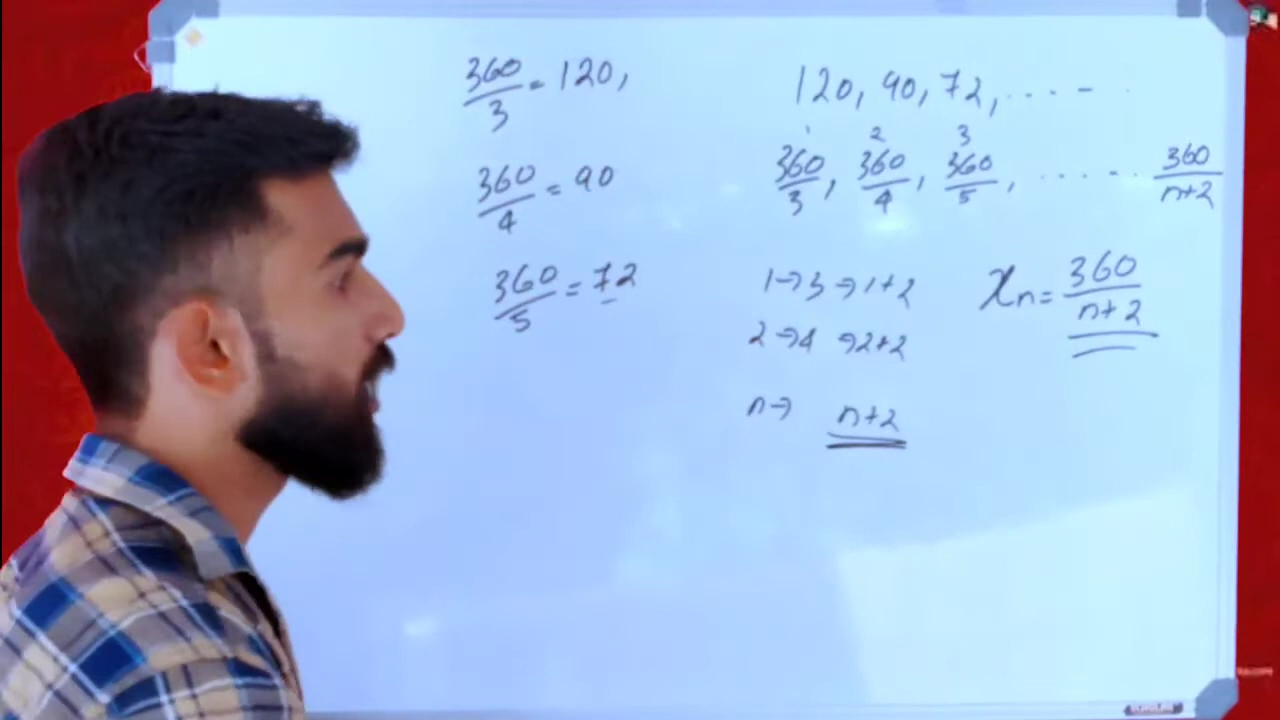 360/3 = 120,
360/4 = 90
360/5 = 72
120, 90, 72, ..... 
1 2 3
360/3, 360/4, 360/5, ..... 360/n+2
1→3→1+2
2→4→2+2
n→ n+2
xn = 360/n+2